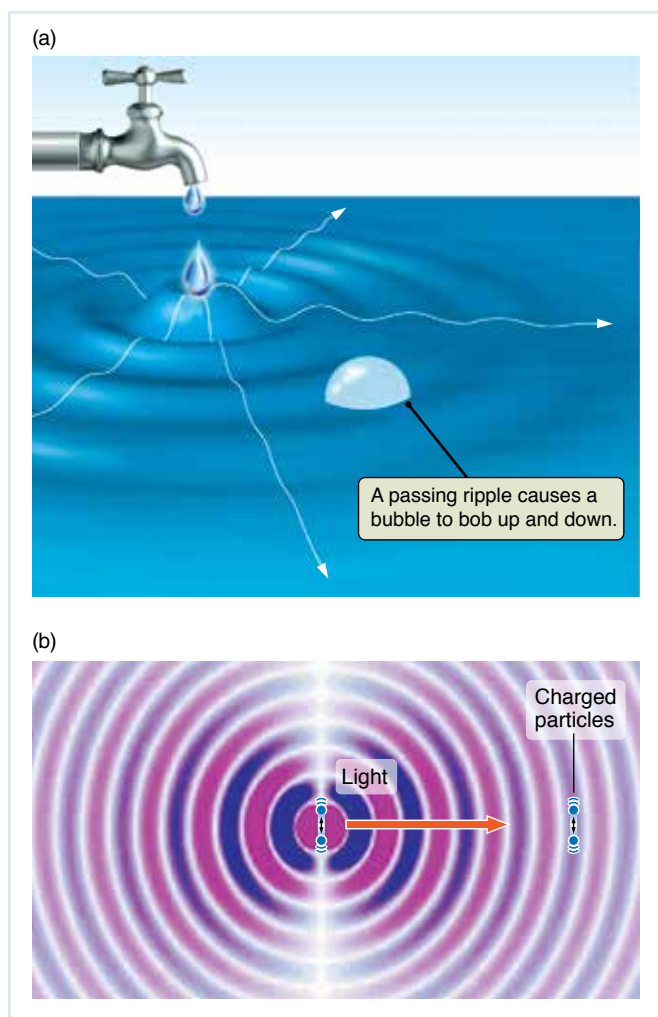 (a)
A passing ripple causes a
bubble to bob up and down.
(b)
Charged
particles
Light